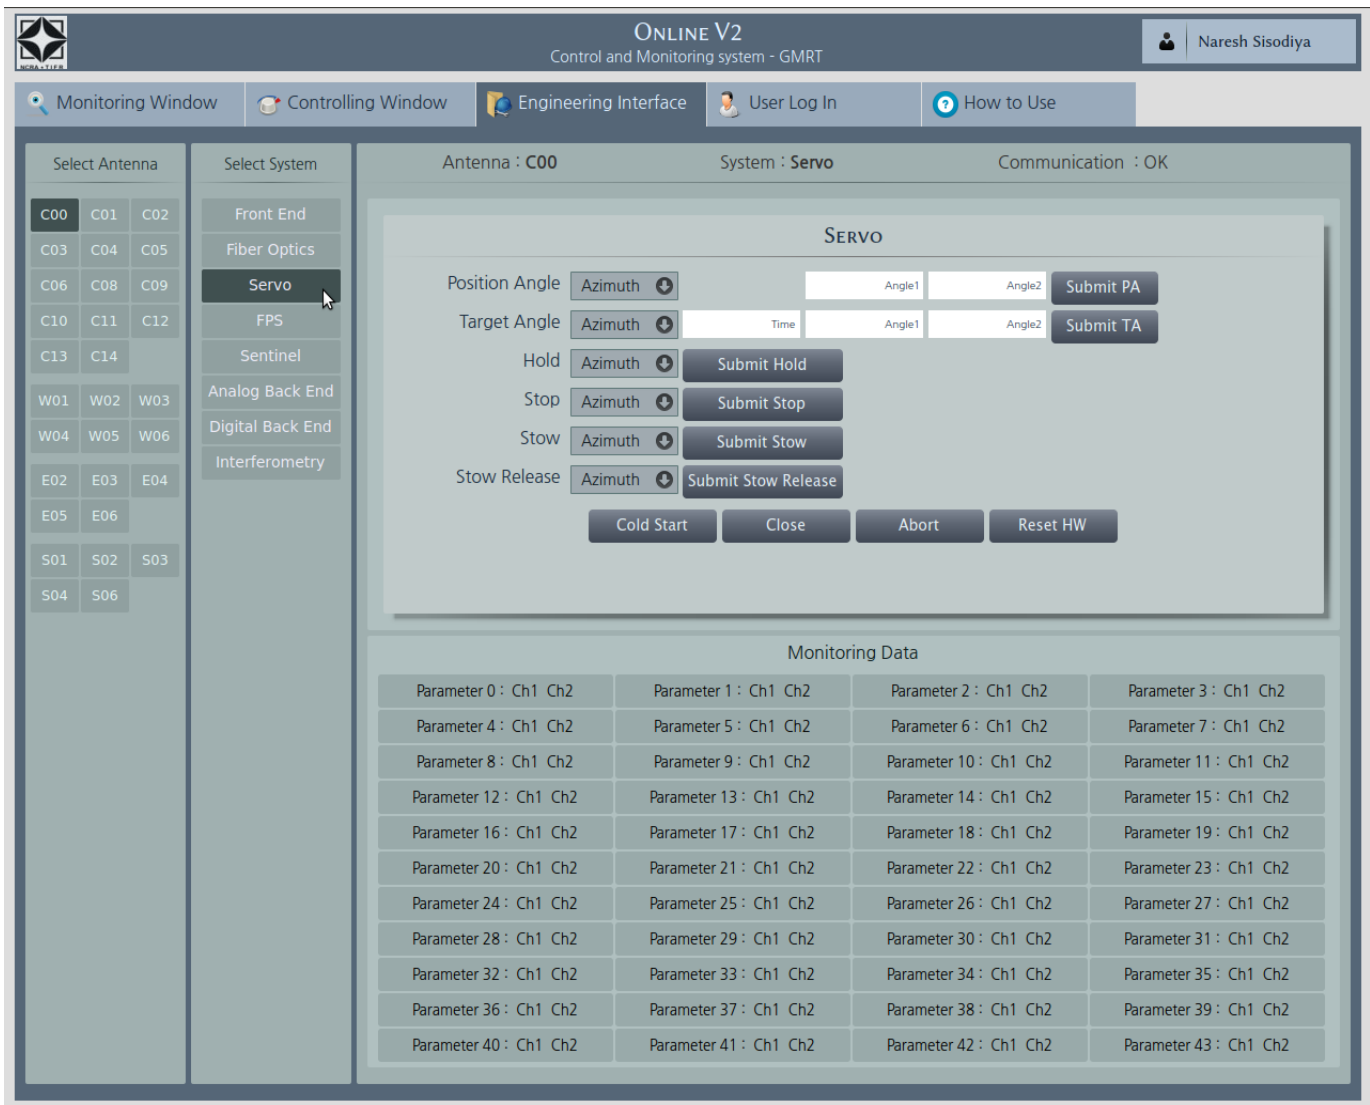 NCRA • T I F R
Online V2
Control and Monitoring system - GMRT
Naresh Sisodiya
Monitoring Window
Controlling Window
Engineering Interface
User Log In
How to Use
Select Antenna
C00 C01 C02
C03 C04 C05
C06 C08 C09
C10 C11 C12
C13 C14
W01 W02 W03
W04 W05 W06
E02 E03 E04
E05 E06
S01 S02 S03
S04 S06
Select System
Front End
Fiber Optics
Servo
FPS
Sentinel
Analog Back End
Digital Back End
Interferometry
Antenna : C00 System : Servo Communication : OK
Servo
Position Angle Azimuth Angle1 Angle2 Submit PA
Target Angle Azimuth Time Angle1 Angle2 Submit TA
Hold Azimuth Submit Hold
Stop Azimuth Submit Stop
Stow Azimuth Submit Stow
Stow Release Azimuth Submit Stow Release
Cold Start Close Abort Reset HW
Monitoring Data
Parameter 0 : Ch1 Ch2 Parameter 1 : Ch1 Ch2 Parameter 2 : Ch1 Ch2 Parameter 3 : Ch1 Ch2
Parameter 4 : Ch1 Ch2 Parameter 5 : Ch1 Ch2 Parameter 6 : Ch1 Ch2 Parameter 7 : Ch1 Ch2
Parameter 8 : Ch1 Ch2 Parameter 9 : Ch1 Ch2 Parameter 10 : Ch1 Ch2 Parameter 11 : Ch1 Ch2
Parameter 12 : Ch1 Ch2 Parameter 13 : Ch1 Ch2 Parameter 14 : Ch1 Ch2 Parameter 15 : Ch1 Ch2
Parameter 16 : Ch1 Ch2 Parameter 17 : Ch1 Ch2 Parameter 18 : Ch1 Ch2 Parameter 19 : Ch1 Ch2
Parameter 20 : Ch1 Ch2 Parameter 21 : Ch1 Ch2 Parameter 22 : Ch1 Ch2 Parameter 23 : Ch1 Ch2
Parameter 24 : Ch1 Ch2 Parameter 25 : Ch1 Ch2 Parameter 26 : Ch1 Ch2 Parameter 27 : Ch1 Ch2
Parameter 28 : Ch1 Ch2 Parameter 29 : Ch1 Ch2 Parameter 30 : Ch1 Ch2 Parameter 31 : Ch1 Ch2
Parameter 32 : Ch1 Ch2 Parameter 33 : Ch1 Ch2 Parameter 34 : Ch1 Ch2 Parameter 35 : Ch1 Ch2
Parameter 36 : Ch1 Ch2 Parameter 37 : Ch1 Ch2 Parameter 38 : Ch1 Ch2 Parameter 39 : Ch1 Ch2
Parameter 40 : Ch1 Ch2 Parameter 41 : Ch1 Ch2 Parameter 42 : Ch1 Ch2 Parameter 43 : Ch1 Ch2